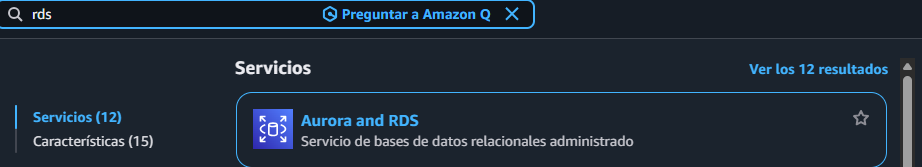 rds
Preguntar a Amazon Q
Servicios
Ver los 12 resultados
Servicios (12)
Características (15)
Aurora and RDS
Servicio de bases de datos relacionales administrado